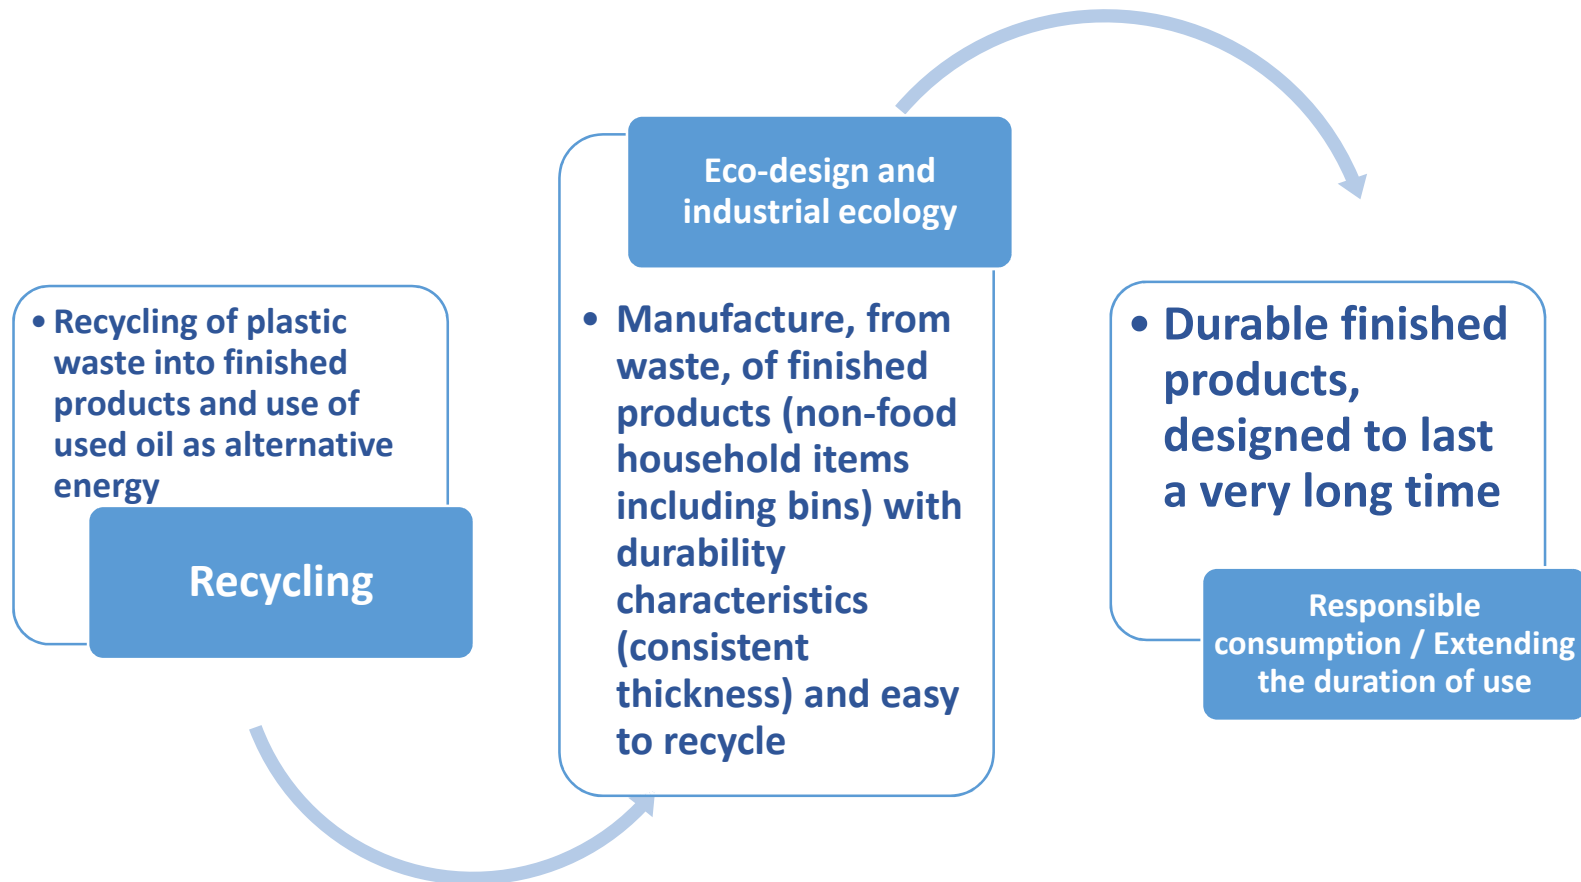 • Recycling of plastic
waste into finished
products and use of
used oil as alternative
energy
Recycling
Eco-design and
industrial ecology
• Manufacture, from
waste, of finished
products (non-food
household items
including bins) with
durability
characteristics
(consistent
thickness) and easy
to recycle
• Durable finished
products,
designed to last
a very long time
Responsible
consumption / Extending
the duration of use